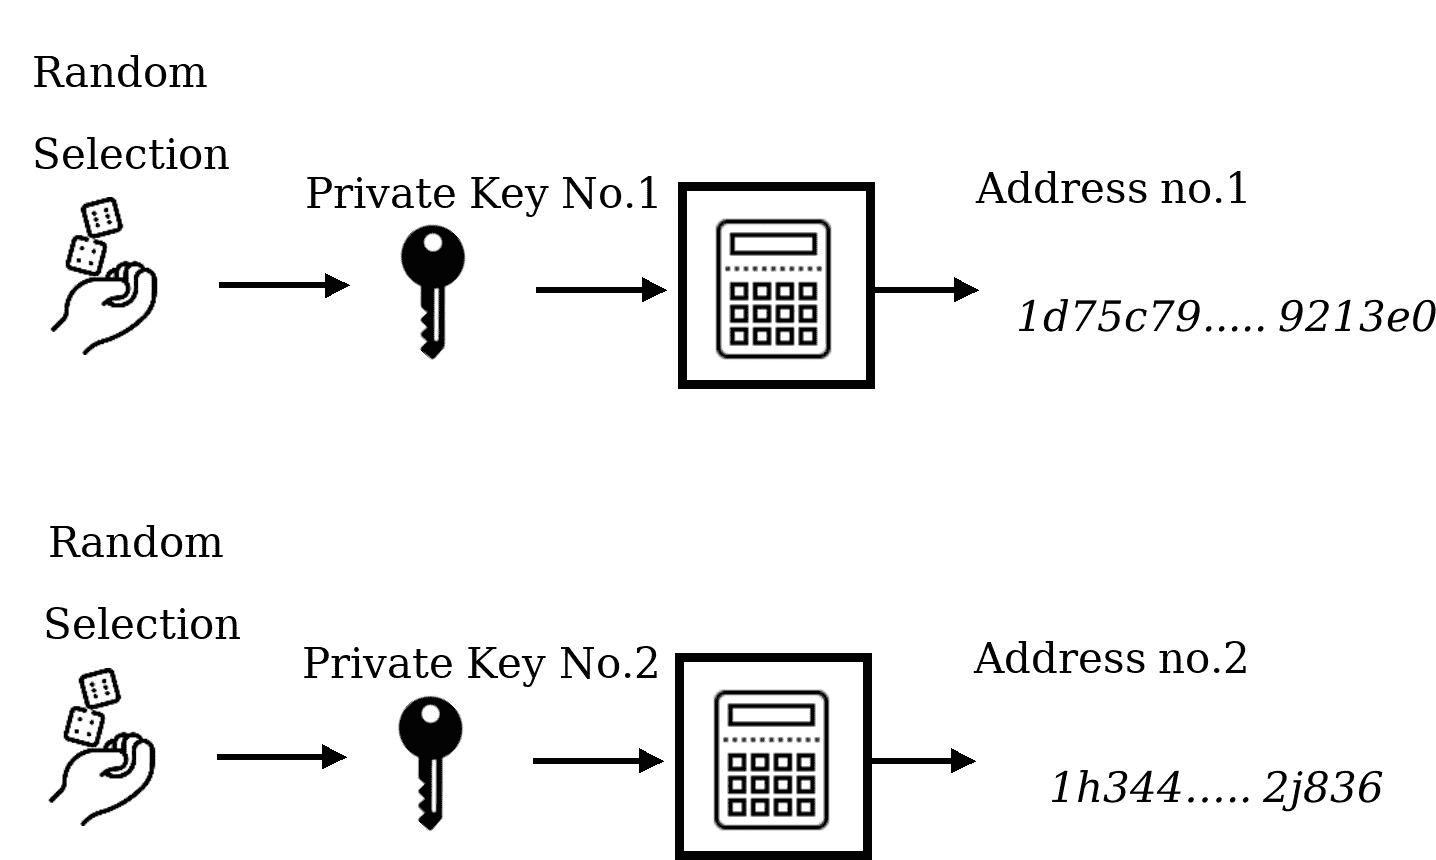 Random
Selection
Private Key No.1
Address no.1
1d75c79..... 9213e0
Random
Selection
Private Key No.2
Address no.2
1h344..... 2j836